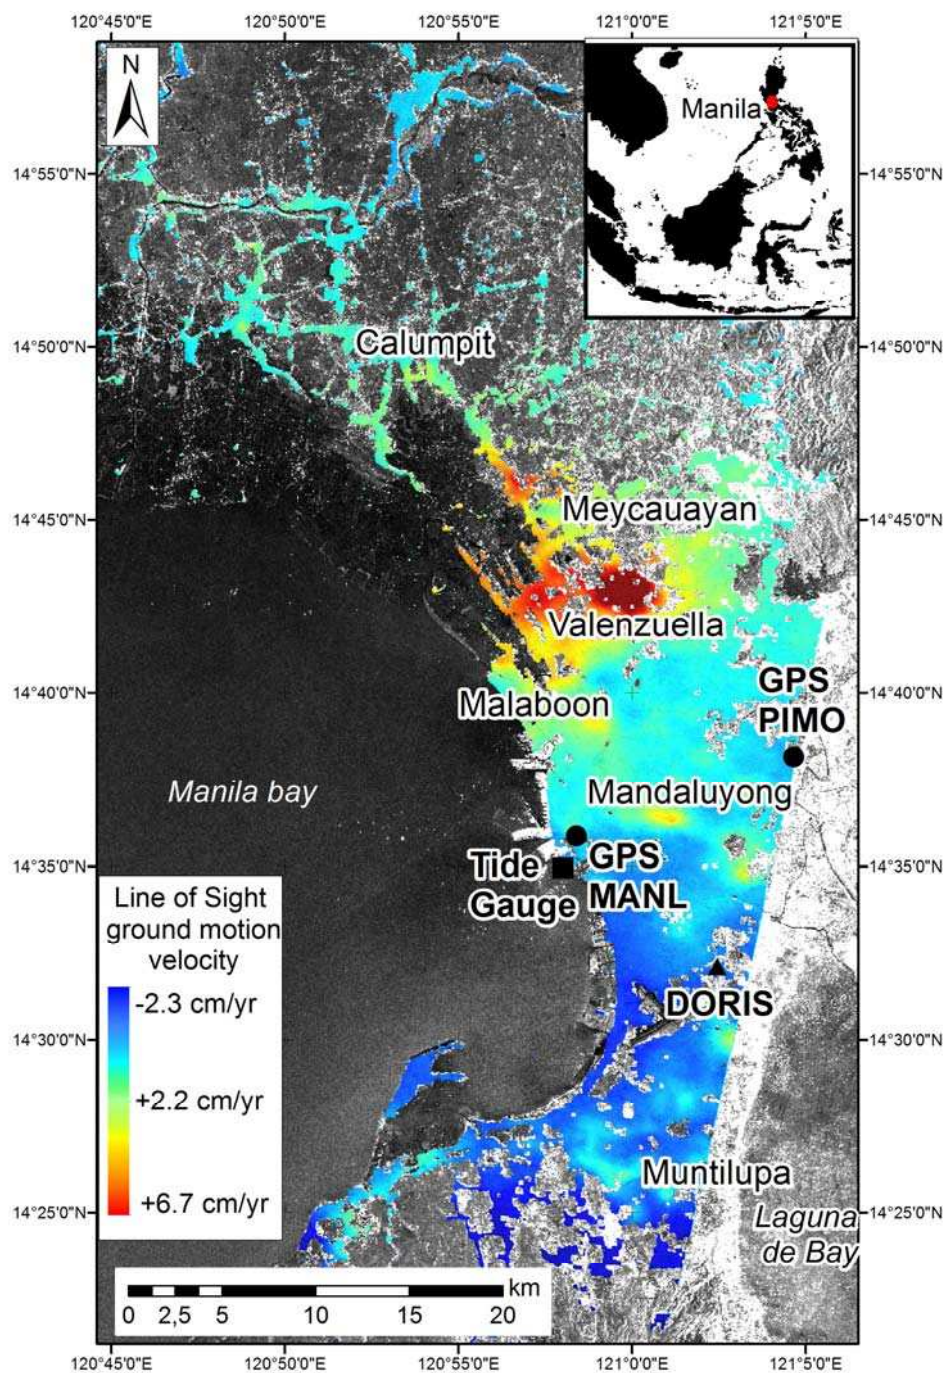 120°45'0"E 120°50'0"E 120°55'0"E 121°0'0"E 121°5'0"E
N
Manila
14°55'0"N 14°55'0"N
Calumpit
14°50'0"N 14°50'0"N
Meycauayan
14°45'0"N 14°45'0"N
Valenzuella
GPS
PIMO
14°40'0"N 14°40'0"N
Malaboon
Manila bay
Mandaluyong
Tide
Gauge
GPS
MANL
14°35'0"N 14°35'0"N
Line of Sight
ground motion
velocity
-2.3 cm/yr
+2.2 cm/yr
+6.7 cm/yr
DORIS
14°30'0"N 14°30'0"N
Muntilupa
14°25'0"N 14°25'0"N
Laguna
de Bay
km
0 2,5 5 10 15 20
120°45'0"E 120°50'0"E 120°55'0"E 121°0'0"E 121°5'0"E